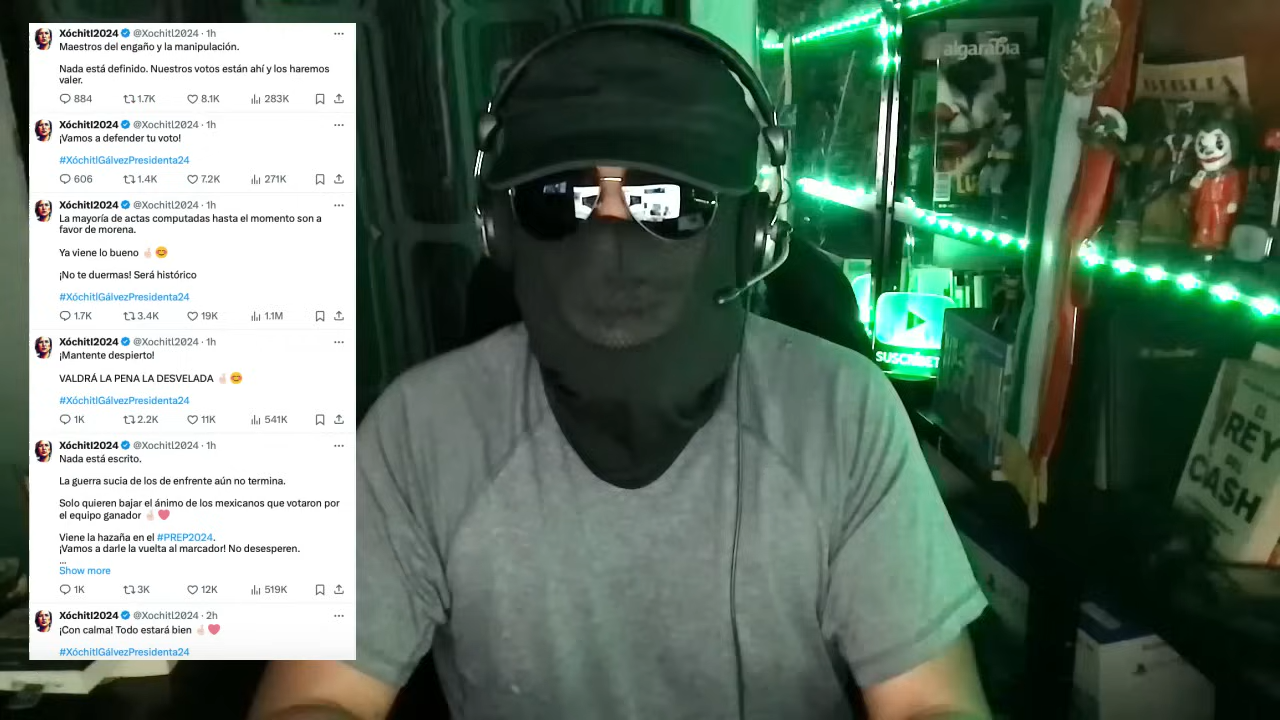 Xóchitl2024 @Xochitl2024 · 1h
Maestros del engaño y la manipulación.
Nada está definido. Nuestros votos están ahí y los haremos
valer.
884 1.7K 8.1K 283K
Xóchitl2024 @Xochitl2024 · 1h
¡Vamos a defender tu voto!
#XóchitlGálvezPresidenta24
606 1.4K 7.2K 271K
Xóchitl2024 @Xochitl2024 · 1h
La mayoría de actas computadas hasta el momento son a
favor de morena.
Ya viene lo bueno 🤞🏻😊
¡No te duermas! Será histórico
#XóchitlGálvezPresidenta24
1.7K 3.4K 19K 1.1M
Xóchitl2024 @Xochitl2024 · 1h
¡Mantente despierto!
VALDRÁ LA PENA LA DESVELADA 🤞🏻😊
#XóchitlGálvezPresidenta24
1K 2.2K 11K 541K
Xóchitl2024 @Xochitl2024 · 1h
Nada está escrito.
La guerra sucia de los de enfrente aún no termina.
Solo quieren bajar el ánimo de los mexicanos que votaron por
el equipo ganador 🤞🏻❤️
Viene la hazaña en el #PREP2024.
¡Vamos a darle la vuelta al marcador! No desesperen.
...
Show more
1K 3K 12K 519K
Xóchitl2024 @Xochitl2024 · 2h
¡Con calma! Todo estará bien 🤞🏻❤️
#XóchitlGálvezPresidenta24
algarabía
SUSCRÍBET
EL
REY
DEL
CASH